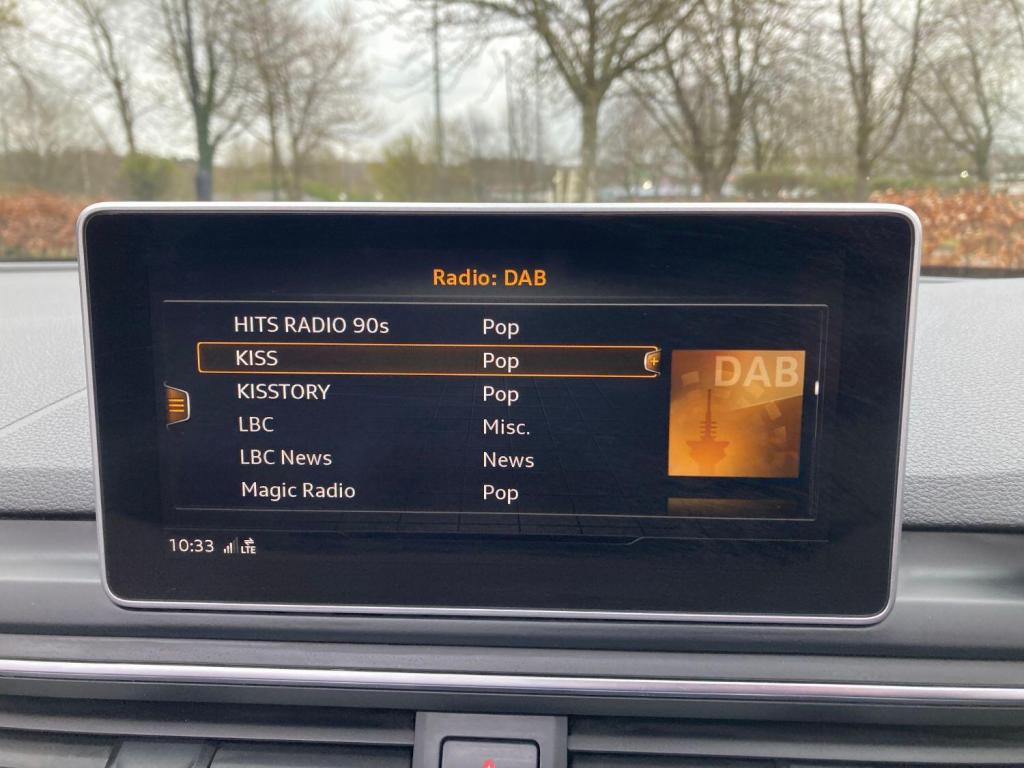 Radio: DAB
HITS RADIO 90s Pop
KISS Pop
DAB
KISSTORY Pop
LBC Misc.
LBC News News
Magic Radio Pop
10:33 LTE